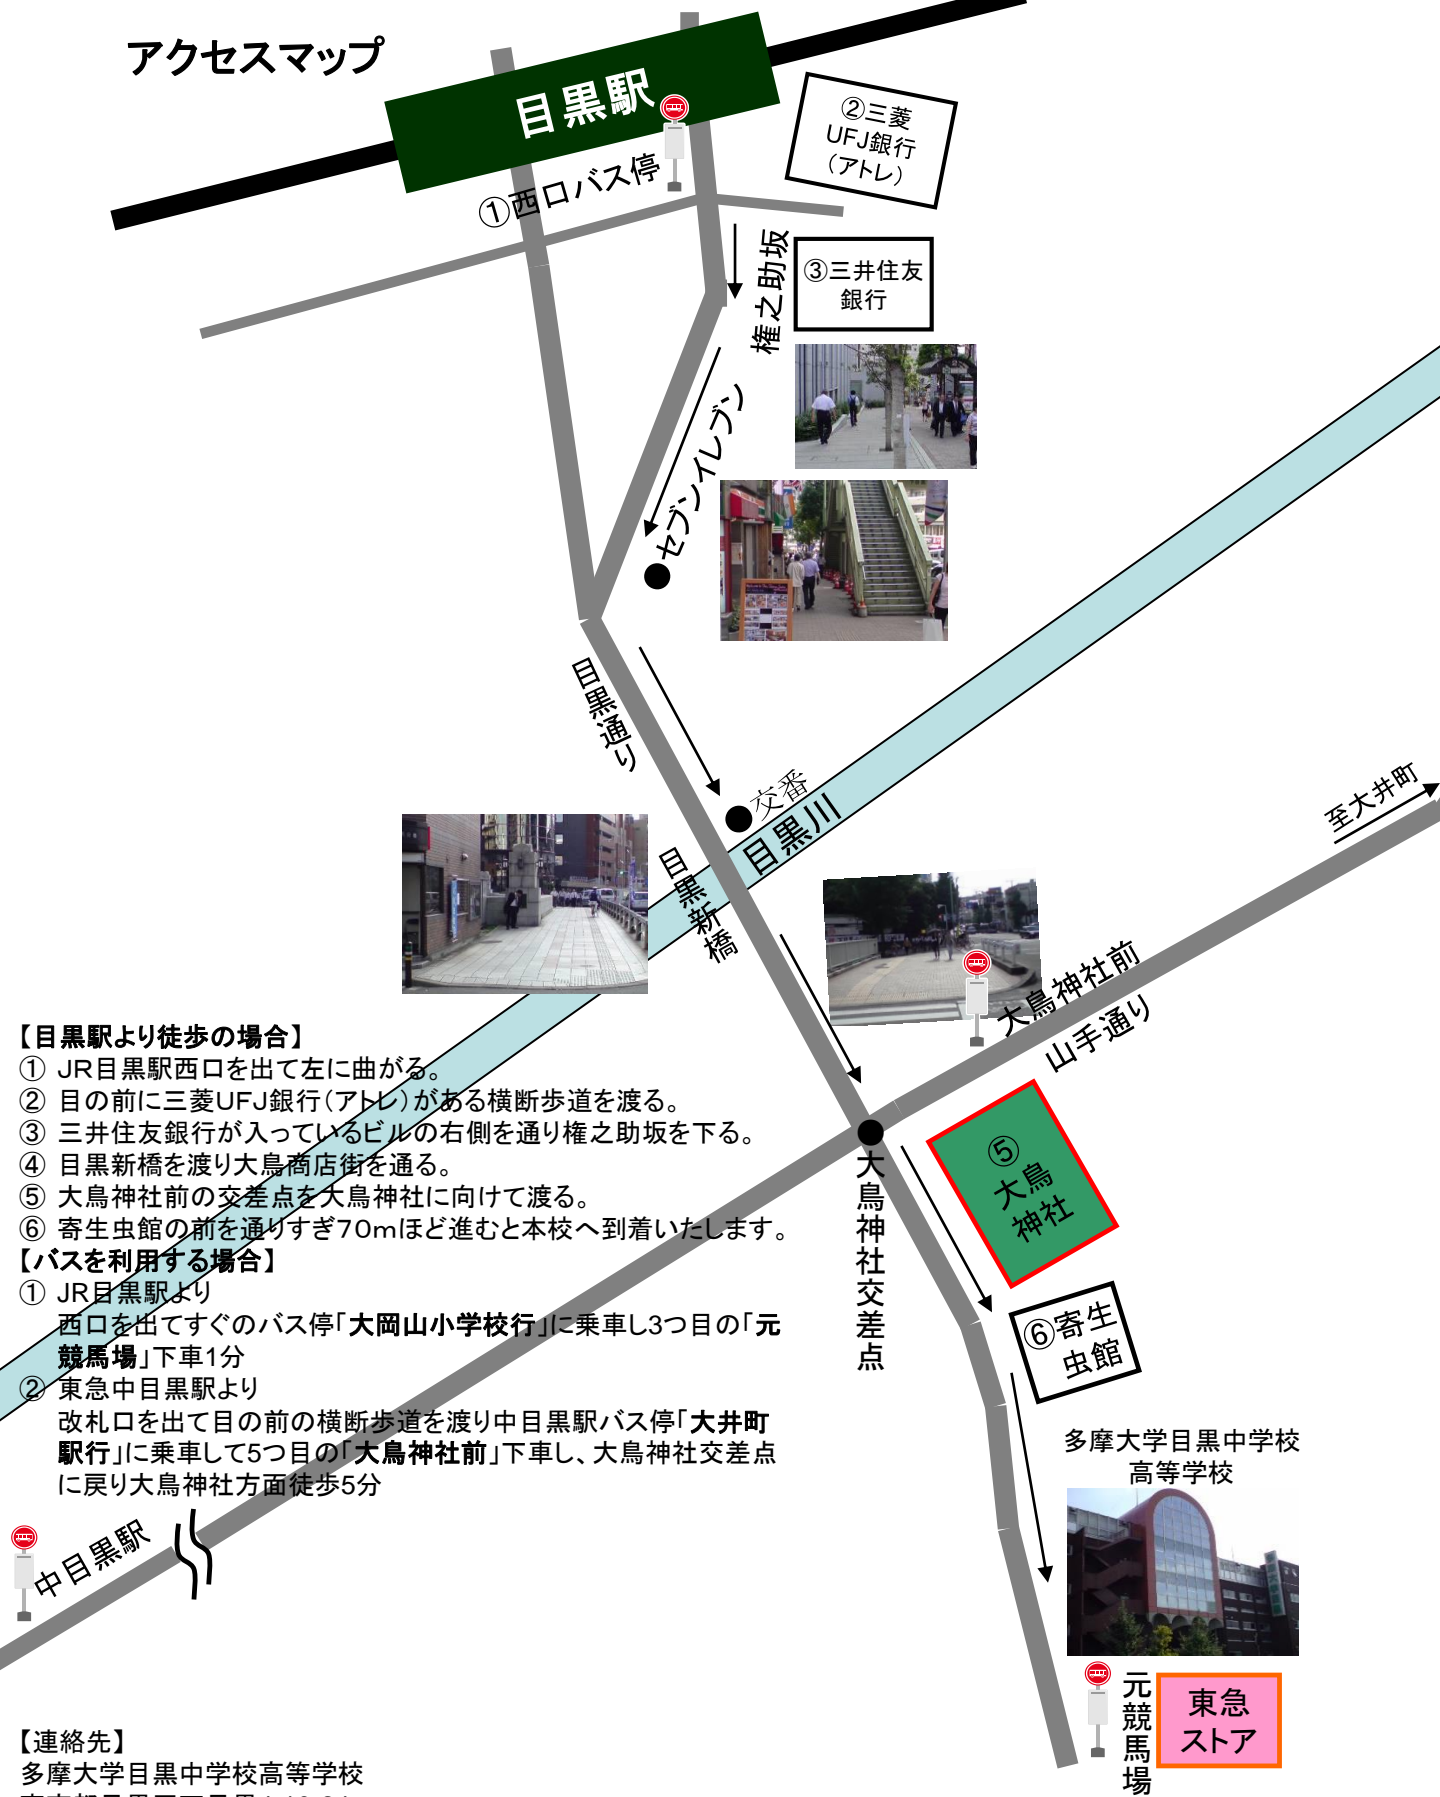 アクセスマップ
目黒駅
①西口バス停
②三菱
UFJ銀行
（アトレ）
権之助坂
③三井住友
銀行
セブンイレブン
目黒通り
交番
目黒川
目黒新橋
至大井町
大鳥神社前
山手通り
⑤
大鳥
神社
大鳥神社交差点
⑥寄生
虫館
【目黒駅より徒歩の場合】
① JR目黒駅西口を出て左に曲がる。
② 目の前に三菱UFJ銀行（アトレ）がある横断歩道を渡る。
③ 三井住友銀行が入っているビルの右側を通り権之助坂を下る。
④ 目黒新橋を渡り大鳥商店街を通る。
⑤ 大鳥神社前の交差点を大鳥神社に向けて渡る。
⑥ 寄生虫館の前を通りすぎ70mほど進むと本校へ到着いたします。
【バスを利用する場合】
① JR目黒駅より
西口を出てすぐのバス停「大岡山小学校行」に乗車し3つ目の「元
競馬場」下車1分
② 東急中目黒駅より
改札口を出て目の前の横断歩道を渡り中目黒駅バス停「大井町
駅行」に乗車して5つ目の「大鳥神社前」下車し、大鳥神社交差点
に戻り大鳥神社方面徒歩5分
多摩大学目黒中学校
高等学校
中目黒駅
元競馬場
東急
ストア
【連絡先】
多摩大学目黒中学校高等学校